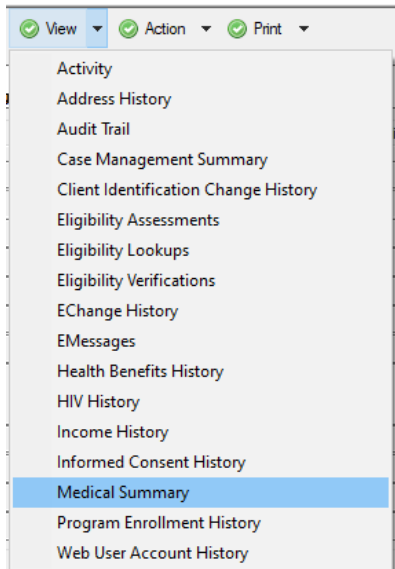 View Action Print
Activity
Address History
Audit Trail
Case Management Summary
Client Identification Change History
Eligibility Assessments
Eligibility Lookups
Eligibility Verifications
EChange History
EMessages
Health Benefits History
HIV History
Income History
Informed Consent History
Medical Summary
Program Enrollment History
Web User Account History